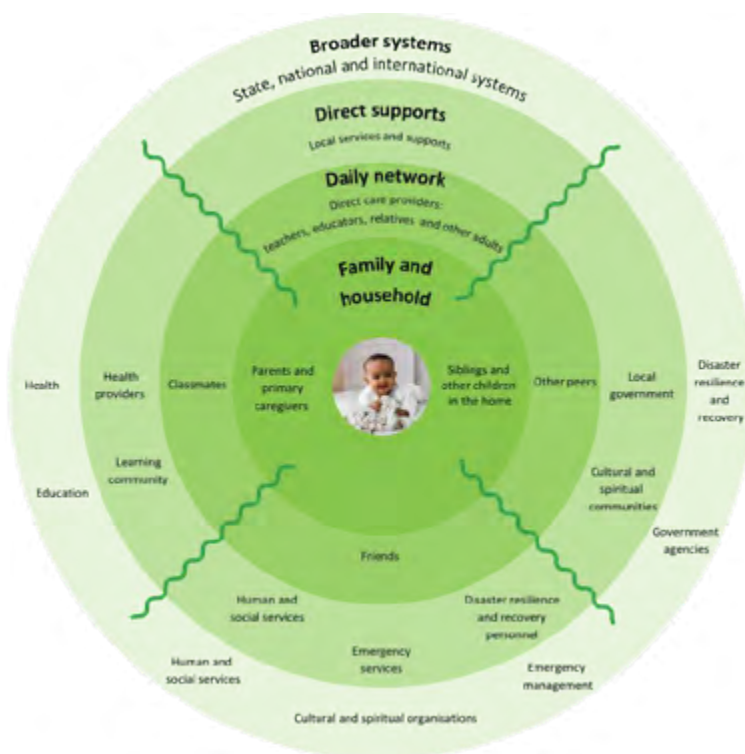 Broader systems
State, national and international systems
Direct supports
Local services and supports
Daily network
Direct care providers:
teachers, educators, relatives and other adults
Family and
household
Health
Health
providers
Classmates
Parents and
primary
caregivers
Siblings and
other children
in the home
Other peers
Local
government
Disaster
resilience
and
recovery
Learning
community
Education
Cultural and
spiritual
communities
Government
agencies
Friends
Human and
social services
Disaster resilience
and recovery
personnel
Emergency
services
Human and
social services
Emergency
management
Cultural and spiritual organisations